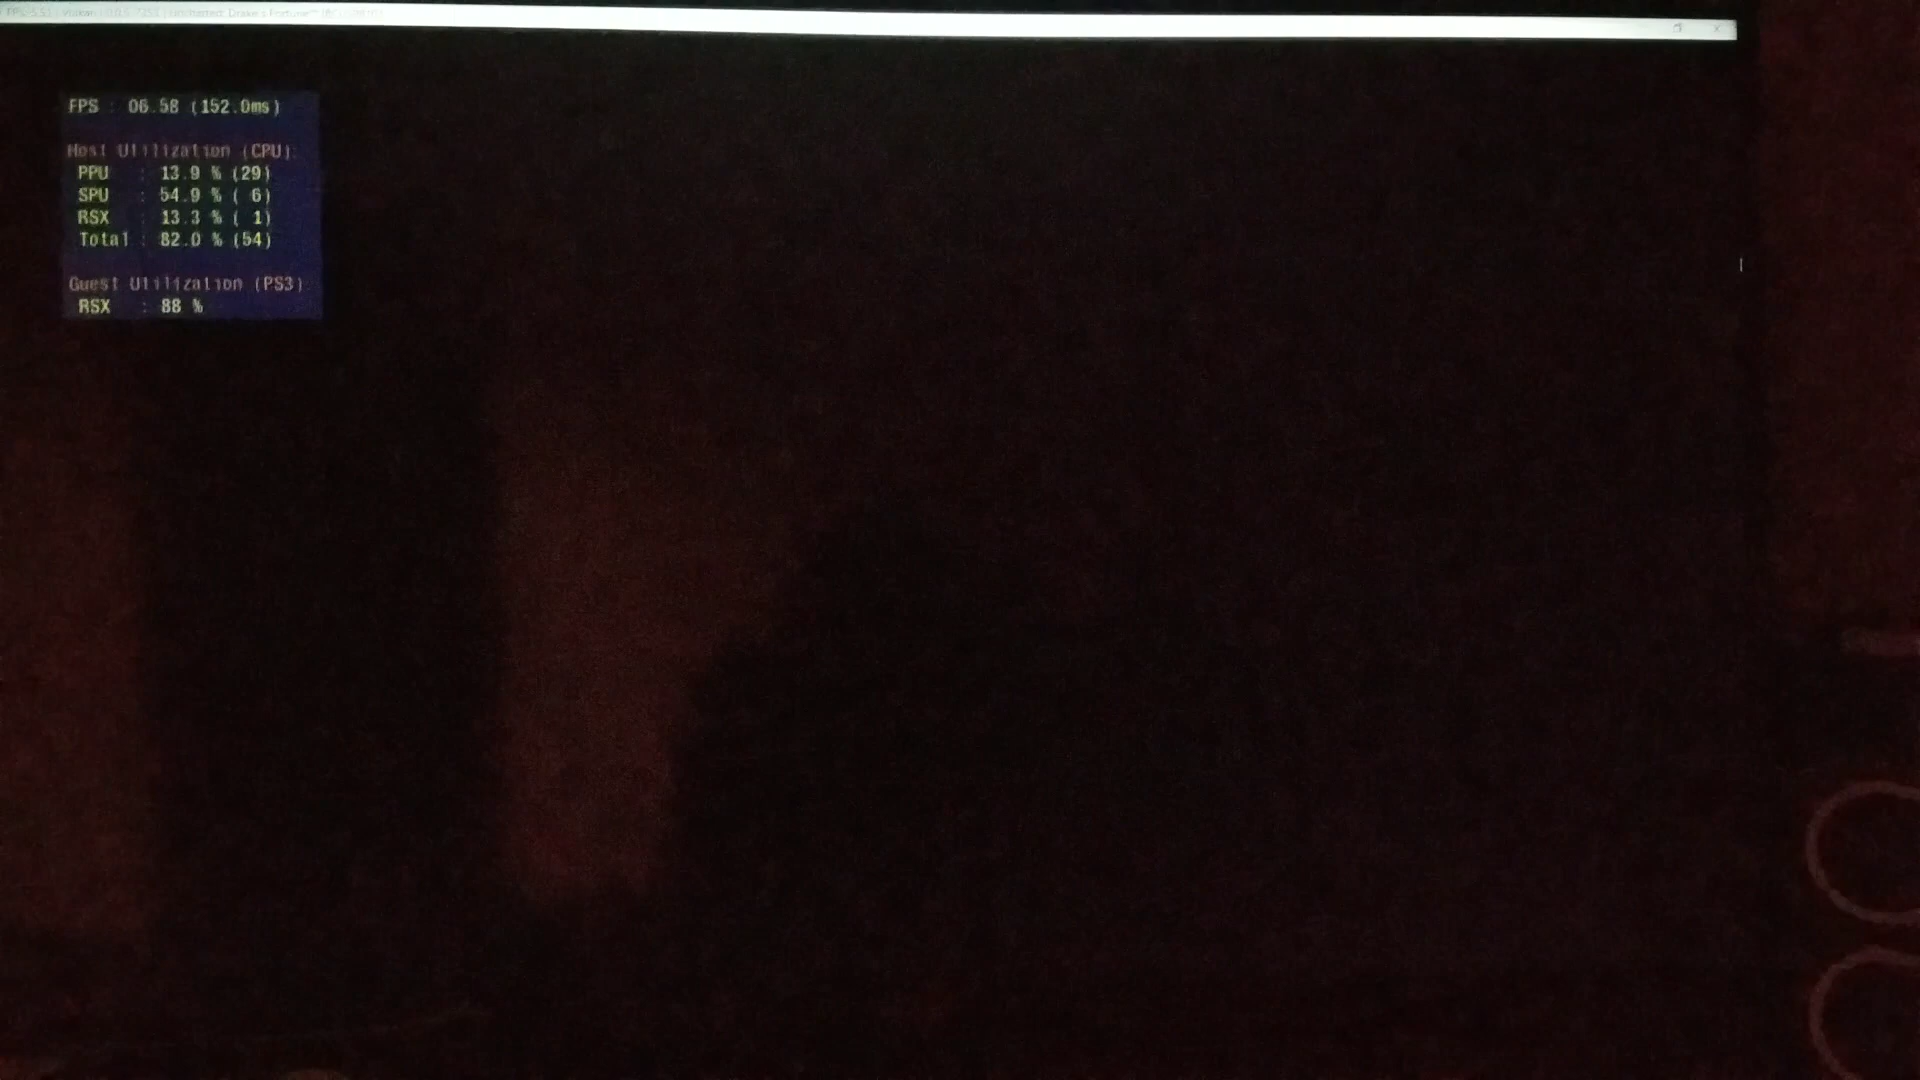 FPS : 06.58 (152.0ms)
Host Utilization (CPU):
PPU : 13.9 % (29)
SPU : 54.9 % ( 6)
RSX : 13.3 % ( 1)
Total : 82.0 % (54)
Guest Utilization (PS3)
RSX : 88 %